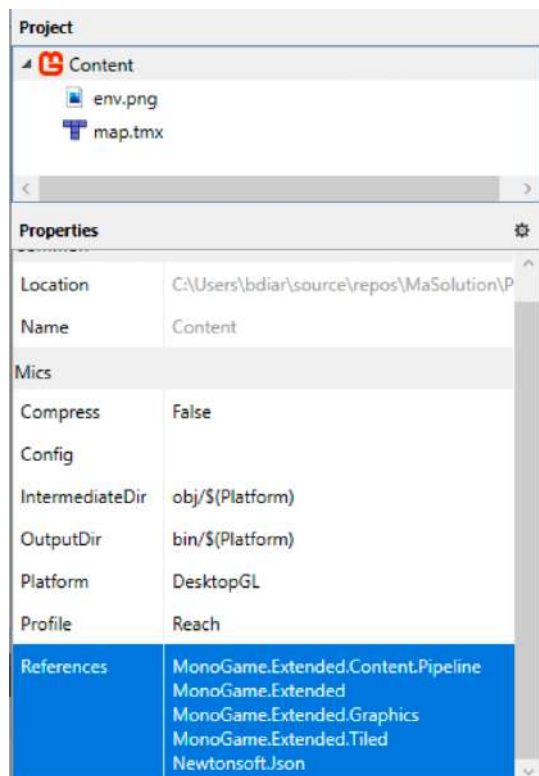 Project
Content
env.png
map.tmx
Properties
Location C:\Users\bdiar\source\repos\MaSolution\P
Name Content
Mics
Compress False
Config
IntermediateDir obj/$(Platform)
OutputDir bin/$(Platform)
Platform DesktopGL
Profile Reach
References MonoGame.Extended.Content.Pipeline
MonoGame.Extended
MonoGame.Extended.Graphics
MonoGame.Extended.Tiled
Newtonsoft.Json